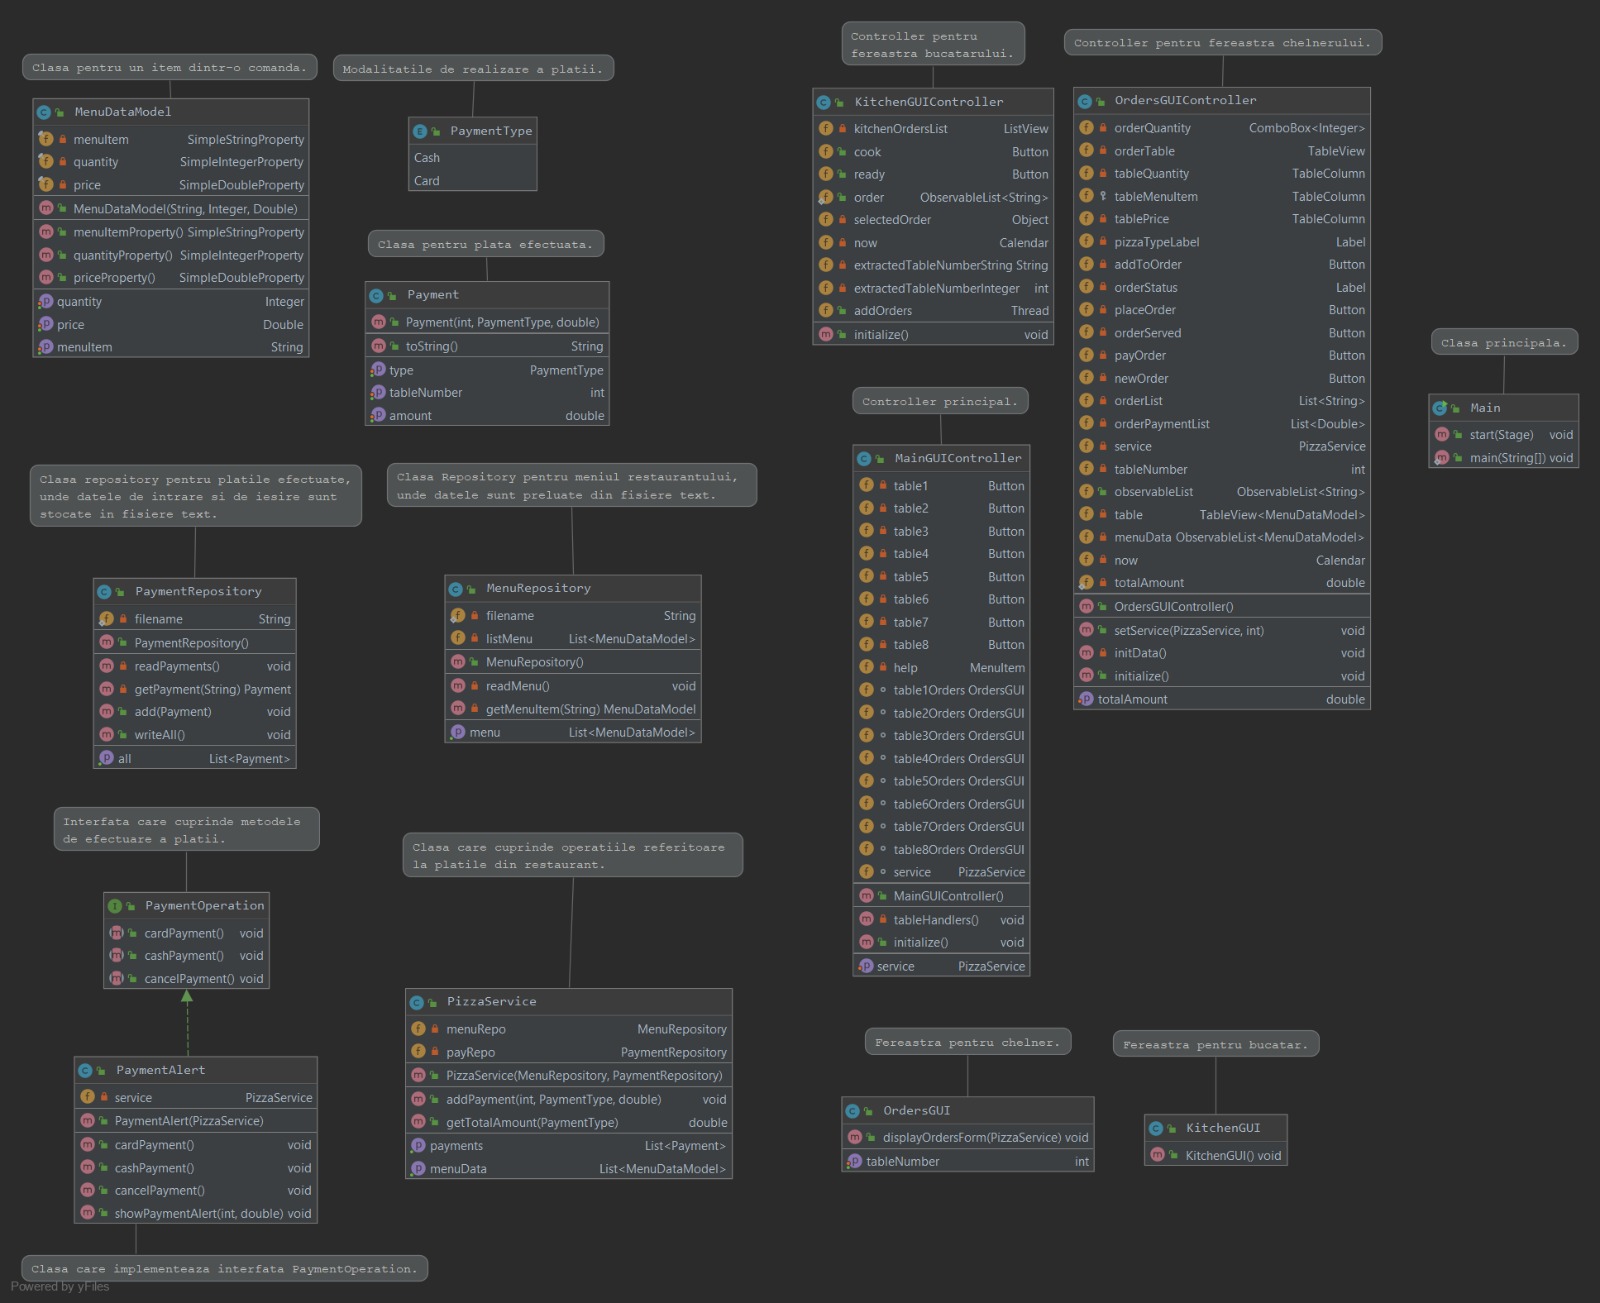 Clasa pentru un item dintr-o comanda.
MenuDataModel
menuItem SimpleStringProperty
quantity SimpleIntegerProperty
price SimpleDoubleProperty
MenuDataModel(String, Integer, Double)
menuItemProperty() SimpleStringProperty
quantityProperty() SimpleIntegerProperty
priceProperty() SimpleDoubleProperty
quantity Integer
price Double
menuItem String
Modalitatile de realizare a platii.
PaymentType
Cash
Card
Clasa pentru plata efectuata.
Payment
Payment(int, PaymentType, double)
toString() String
type PaymentType
tableNumber int
amount double
Clasa repository pentru platile efectuate,
unde datele de intrare si de iesire sunt
stocate in fisiere text.
PaymentRepository
filename String
PaymentRepository()
readPayments() void
getPayment(String) Payment
add(Payment) void
writeAll() void
all List<Payment>
Clasa Repository pentru meniul restaurantului,
unde datele sunt preluate din fisiere text.
MenuRepository
filename String
listMenu List<MenuDataModel>
MenuRepository()
readMenu() void
getMenuItem(String) MenuDataModel
menu List<MenuDataModel>
Interfata care cuprinde metodele
de efectuare a platii.
PaymentOperation
cardPayment() void
cashPayment() void
cancelPayment() void
PaymentAlert
service PizzaService
PaymentAlert(PizzaService)
cardPayment() void
cashPayment() void
cancelPayment() void
showPaymentAlert(int, double) void
Clasa care implementeaza interfata PaymentOperation.
Powered by yFiles
Clasa care cuprinde operatiile referitoare
la platile din restaurant.
PizzaService
menuRepo MenuRepository
payRepo PaymentRepository
PizzaService(MenuRepository, PaymentRepository)
addPayment(int, PaymentType, double) void
getTotalAmount(PaymentType) double
payments List<Payment>
menuData List<MenuDataModel>
Controller pentru
fereastra bucatarului.
KitchenGUIController
kitchenOrdersList ListView
cook Button
ready Button
order ObservableList<String>
selectedOrder Object
now Calendar
extractedTableNumberString String
extractedTableNumberInteger int
addOrders Thread
initialize() void
Controller principal.
MainGUIController
table1 Button
table2 Button
table3 Button
table4 Button
table5 Button
table6 Button
table7 Button
table8 Button
help MenuItem
table1Orders OrdersGUI
table2Orders OrdersGUI
table3Orders OrdersGUI
table4Orders OrdersGUI
table5Orders OrdersGUI
table6Orders OrdersGUI
table7Orders OrdersGUI
table8Orders OrdersGUI
service PizzaService
MainGUIController()
tableHandlers() void
initialize() void
service PizzaService
Controller pentru fereastra chelnerului.
OrdersGUIController
orderQuantity ComboBox<Integer>
orderTable TableView
tableQuantity TableColumn
tableMenuItem TableColumn
tablePrice TableColumn
pizzaTypeLabel Label
addToOrder Button
orderStatus Label
placeOrder Button
orderServed Button
payOrder Button
newOrder Button
orderList List<String>
orderPaymentList List<Double>
service PizzaService
tableNumber int
observableList ObservableList<String>
table TableView<MenuDataModel>
menuData ObservableList<MenuDataModel>
now Calendar
totalAmount double
OrdersGUIController()
setService(PizzaService, int) void
initData() void
initialize() void
totalAmount double
Clasa principala.
Main
start(Stage) void
main(String[]) void
Fereastra pentru chelner.
OrdersGUI
displayOrdersForm(PizzaService) void
tableNumber int
Fereastra pentru bucatar.
KitchenGUI
KitchenGUI() void